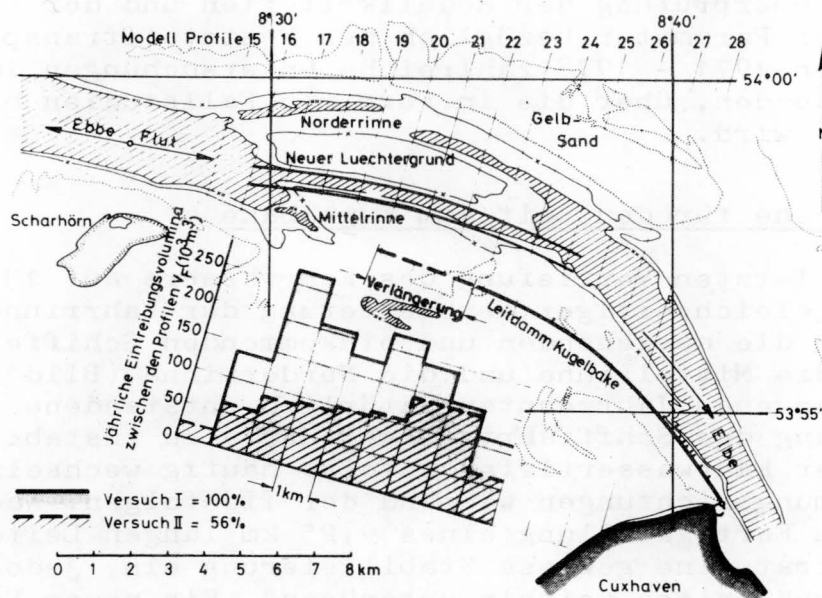 8°30'
8°40'
Modell Profile 15 16 17 18 19 20 21 22 23 24 25 26 27 28
54°00'
Norderrinne
Gelb-
Sand
N
Ebbe Flut
Neuer Luechtergrund
Mittelrinne
Scharhörn
Verlängerung
Leitdamm Kugelbake
Jährliche Eintreibungsvolumina
zwischen den Profilen VF (10³m³)
250
200
150
100
50
53°55'
Elbe
1km
Versuch I = 100%
Versuch II = 56%
0 1 2 3 4 5 6 7 8 km
Cuxhaven